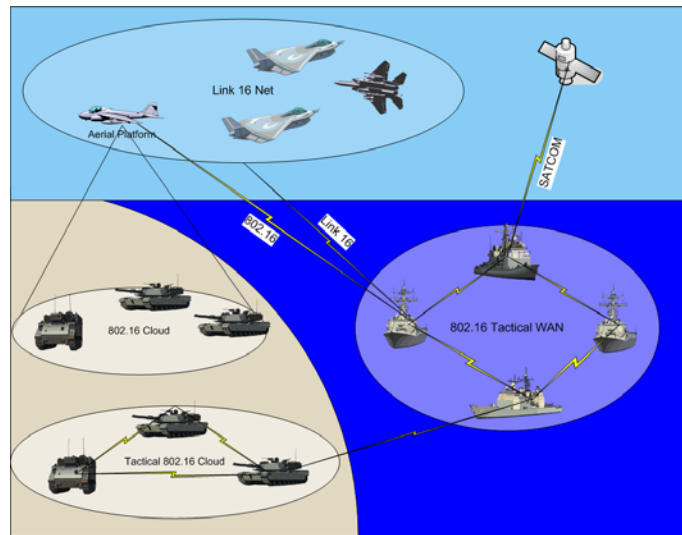 Link 16 Net
Aerial Platform
SATCOM
802.16
Link 16
802.16 Cloud
802.16 Tactical WAN
Tactical 802.16 Cloud